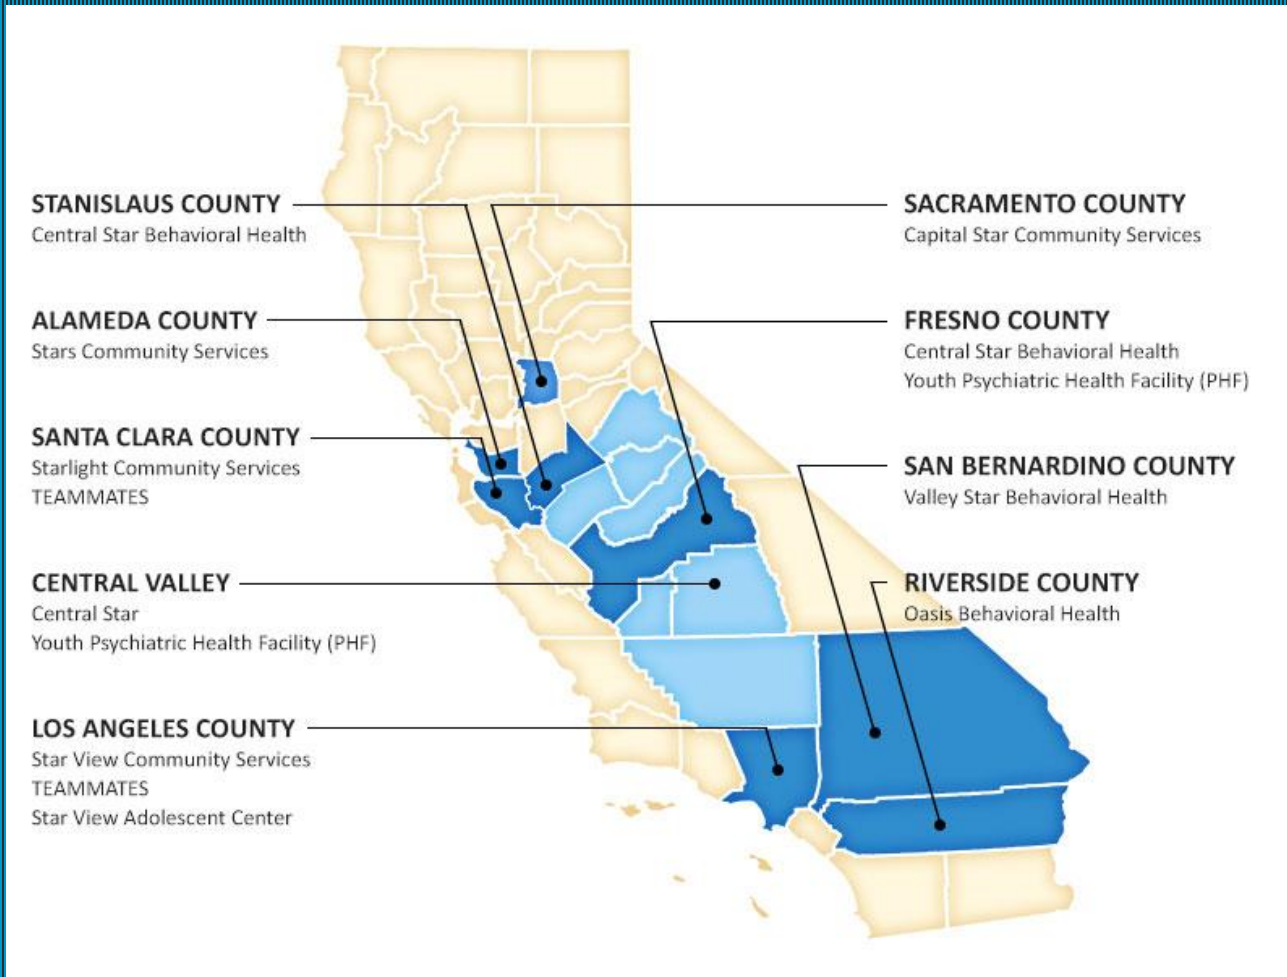 STANISLAUS COUNTY
Central Star Behavioral Health
ALAMEDA COUNTY
Stars Community Services
SANTA CLARA COUNTY
Starlight Community Services
TEAMMATES
CENTRAL VALLEY
Central Star
Youth Psychiatric Health Facility (PHF)
LOS ANGELES COUNTY
Star View Community Services
TEAMMATES
Star View Adolescent Center
SACRAMENTO COUNTY
Capital Star Community Services
FRESNO COUNTY
Central Star Behavioral Health
Youth Psychiatric Health Facility (PHF)
SAN BERNARDINO COUNTY
Valley Star Behavioral Health
RIVERSIDE COUNTY
Oasis Behavioral Health